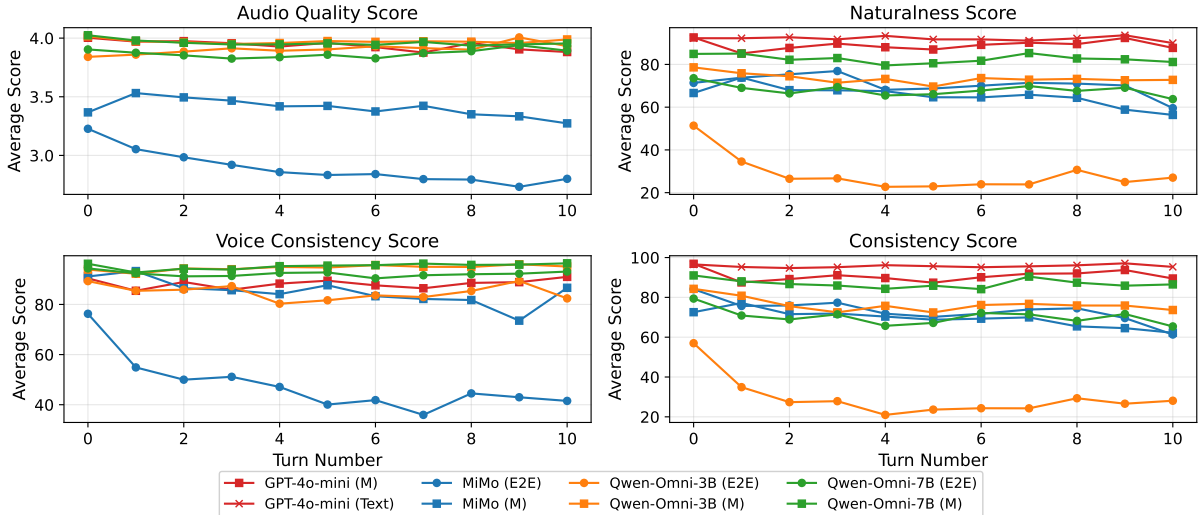 Audio Quality Score
Average Score
4.0
3.5
3.0
0 2 4 6 8 10
Naturalness Score
Average Score
80
60
40
20
0 2 4 6 8 10
Voice Consistency Score
Average Score
80
60
40
0 2 4 6 8 10
Turn Number
Consistency Score
Average Score
100
80
60
40
20
0 2 4 6 8 10
Turn Number
GPT-4o-mini (M)
GPT-4o-mini (Text)
MiMo (E2E)
MiMo (M)
Qwen-Omni-3B (E2E)
Qwen-Omni-3B (M)
Qwen-Omni-7B (E2E)
Qwen-Omni-7B (M)